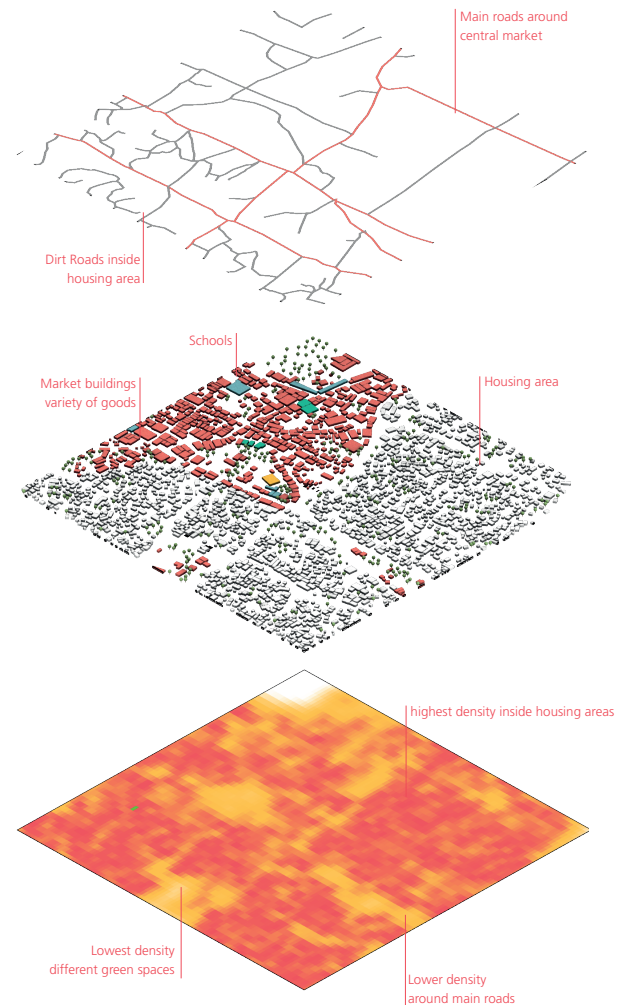 Main roads around
central market
Dirt Roads inside
housing area
Schools
Market buildings
variety of goods
Housing area
highest density inside housing areas
Lowest density
different green spaces
Lower density
around main roads